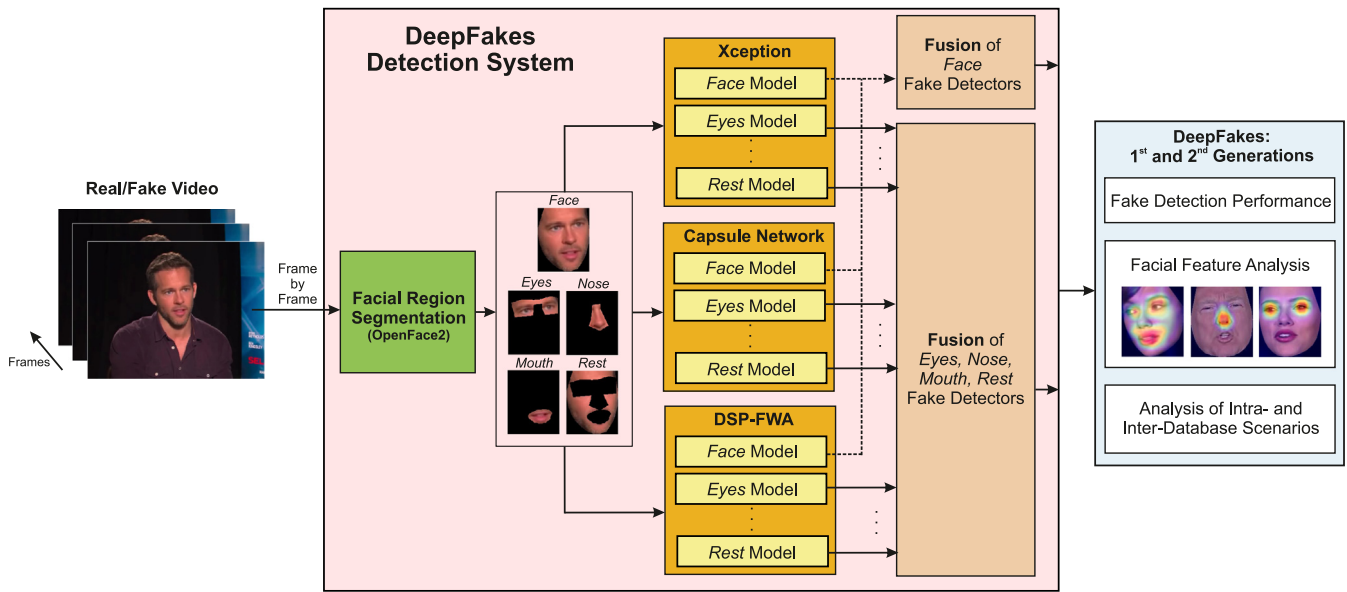 Real/Fake Video
Frames
Frame
by
Frame
DeepFakes
Detection System
Facial Region
Segmentation
(OpenFace2)
Face
Eyes
Nose
Mouth
Rest
Xception
Face Model
Eyes Model
Rest Model
Capsule Network
Face Model
Eyes Model
Rest Model
DSP-FWA
Face Model
Eyes Model
Rest Model
Fusion of
Face
Fake Detectors
Fusion of
Eyes, Nose,
Mouth, Rest
Fake Detectors
DeepFakes:
1st and 2nd Generations
Fake Detection Performance
Facial Feature Analysis
Analysis of Intra- and
Inter-Database Scenarios